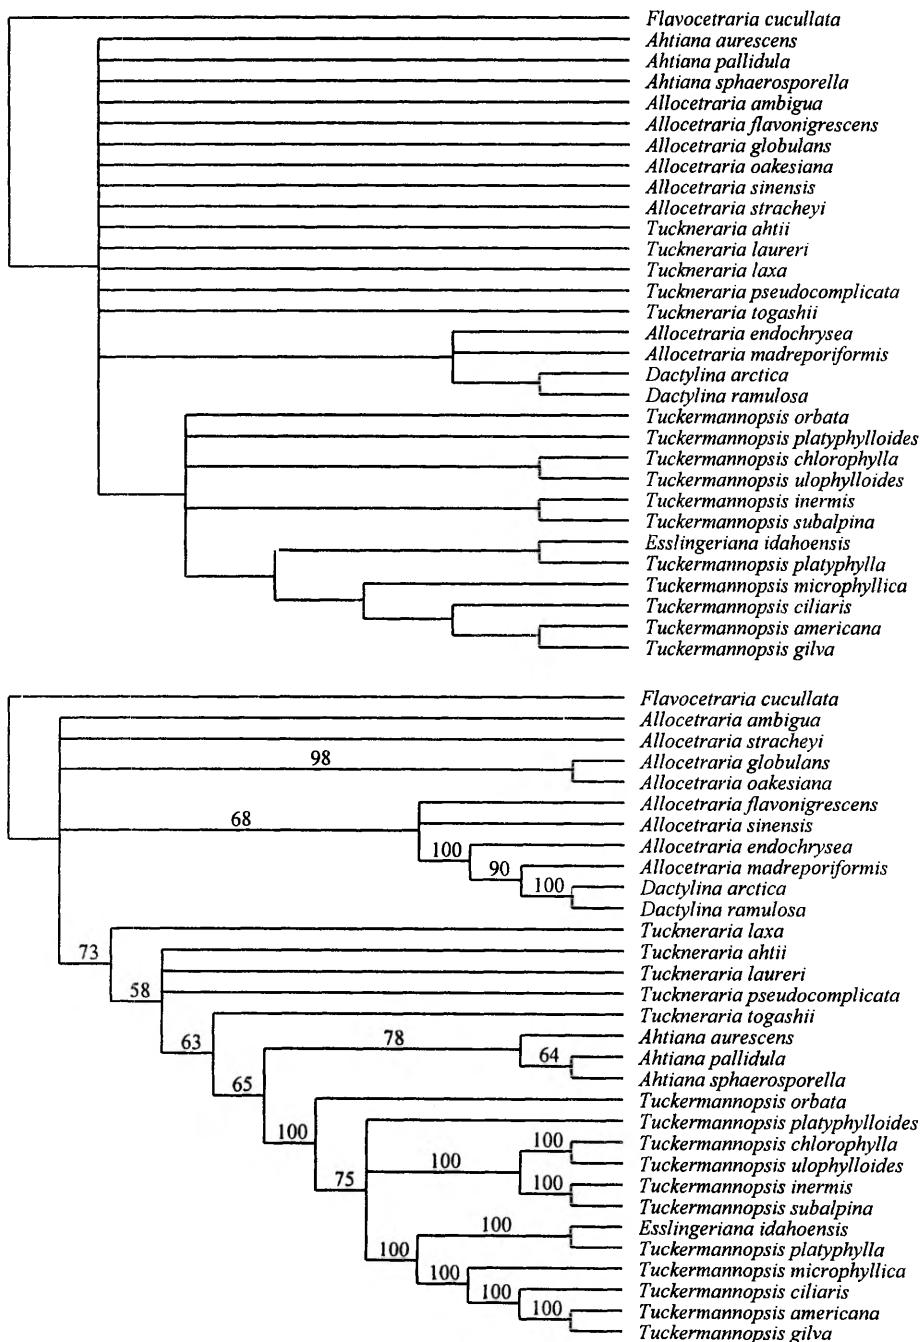 Flavocetraria cucullata
Ahtiana aurescens
Ahtiana pallidula
Ahtiana sphaerosporella
Allocetraria ambigua
Allocetraria flavonigrescens
Allocetraria globulans
Allocetraria oakesiana
Allocetraria sinensis
Allocetraria stracheyi
Tuckneraria ahtii
Tuckneraria laureri
Tuckneraria laxa
Tuckneraria pseudocomplicata
Tuckneraria togashii
Allocetraria endochrysea
Allocetraria madreporiformis
Dactylina arctica
Dactylina ramulosa
Tuckermannopsis orbata
Tuckermannopsis platyphylloides
Tuckermannopsis chlorophylla
Tuckermannopsis ulophylloides
Tuckermannopsis inermis
Tuckermannopsis subalpina
Esslingeriana idahoensis
Tuckermannopsis platyphylla
Tuckermannopsis microphyllica
Tuckermannopsis ciliaris
Tuckermannopsis americana
Tuckermannopsis gilva
Flavocetraria cucullata
Allocetraria ambigua
Allocetraria stracheyi
98
Allocetraria globulans
Allocetraria oakesiana
Allocetraria flavonigrescens
68
Allocetraria sinensis
100
Allocetraria endochrysea
90
Allocetraria madreporiformis
100
Dactylina arctica
Dactylina ramulosa
Tuckneraria laxa
73
Tuckneraria ahtii
Tuckneraria laureri
58
Tuckneraria pseudocomplicata
Tuckneraria togashii
63
78
Ahtiana aurescens
64
Ahtiana pallidula
Ahtiana sphaerosporella
65
Tuckermannopsis orbata
Tuckermannopsis platyphylloides
100
100
Tuckermannopsis chlorophylla
100
Tuckermannopsis ulophylloides
75
100
Tuckermannopsis inermis
Tuckermannopsis subalpina
100
Esslingeriana idahoensis
Tuckermannopsis platyphylla
100
Tuckermannopsis microphyllica
100
Tuckermannopsis ciliaris
100
Tuckermannopsis americana
100
Tuckermannopsis gilva